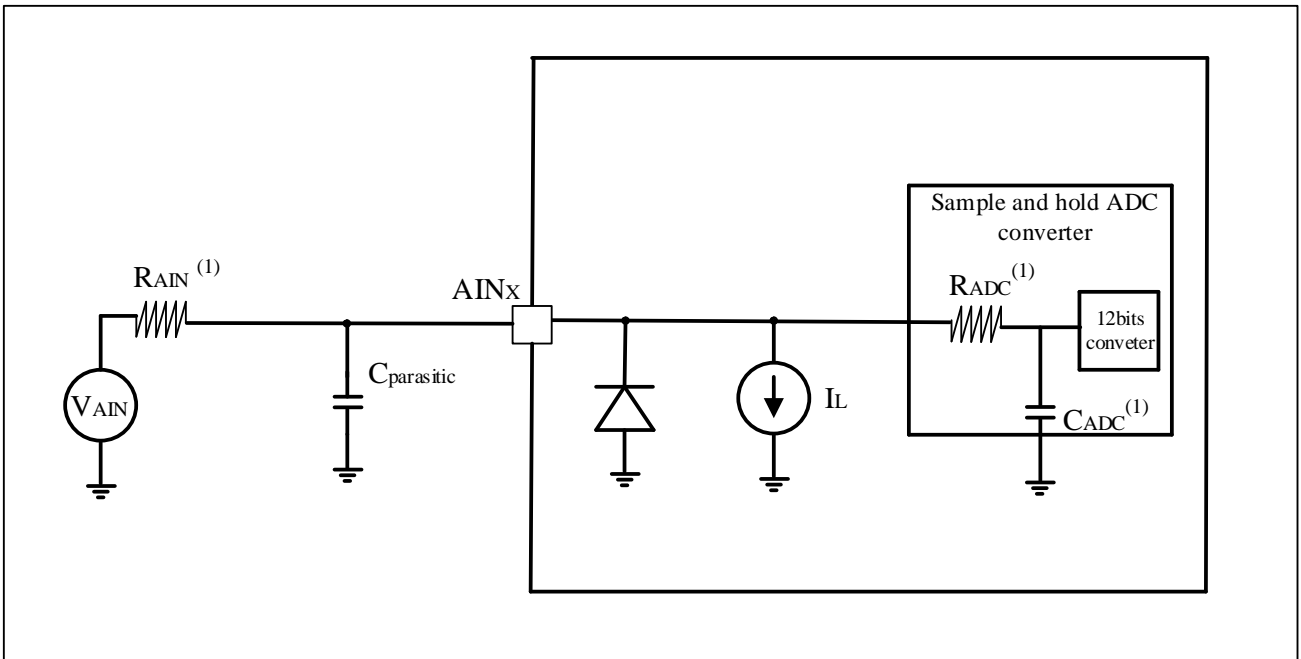 Sample and hold ADC
converter
RAIN (1)
AINX
RADC(1)
12bits
conveter
VAIN
Cparasitic
IL
CADC(1)